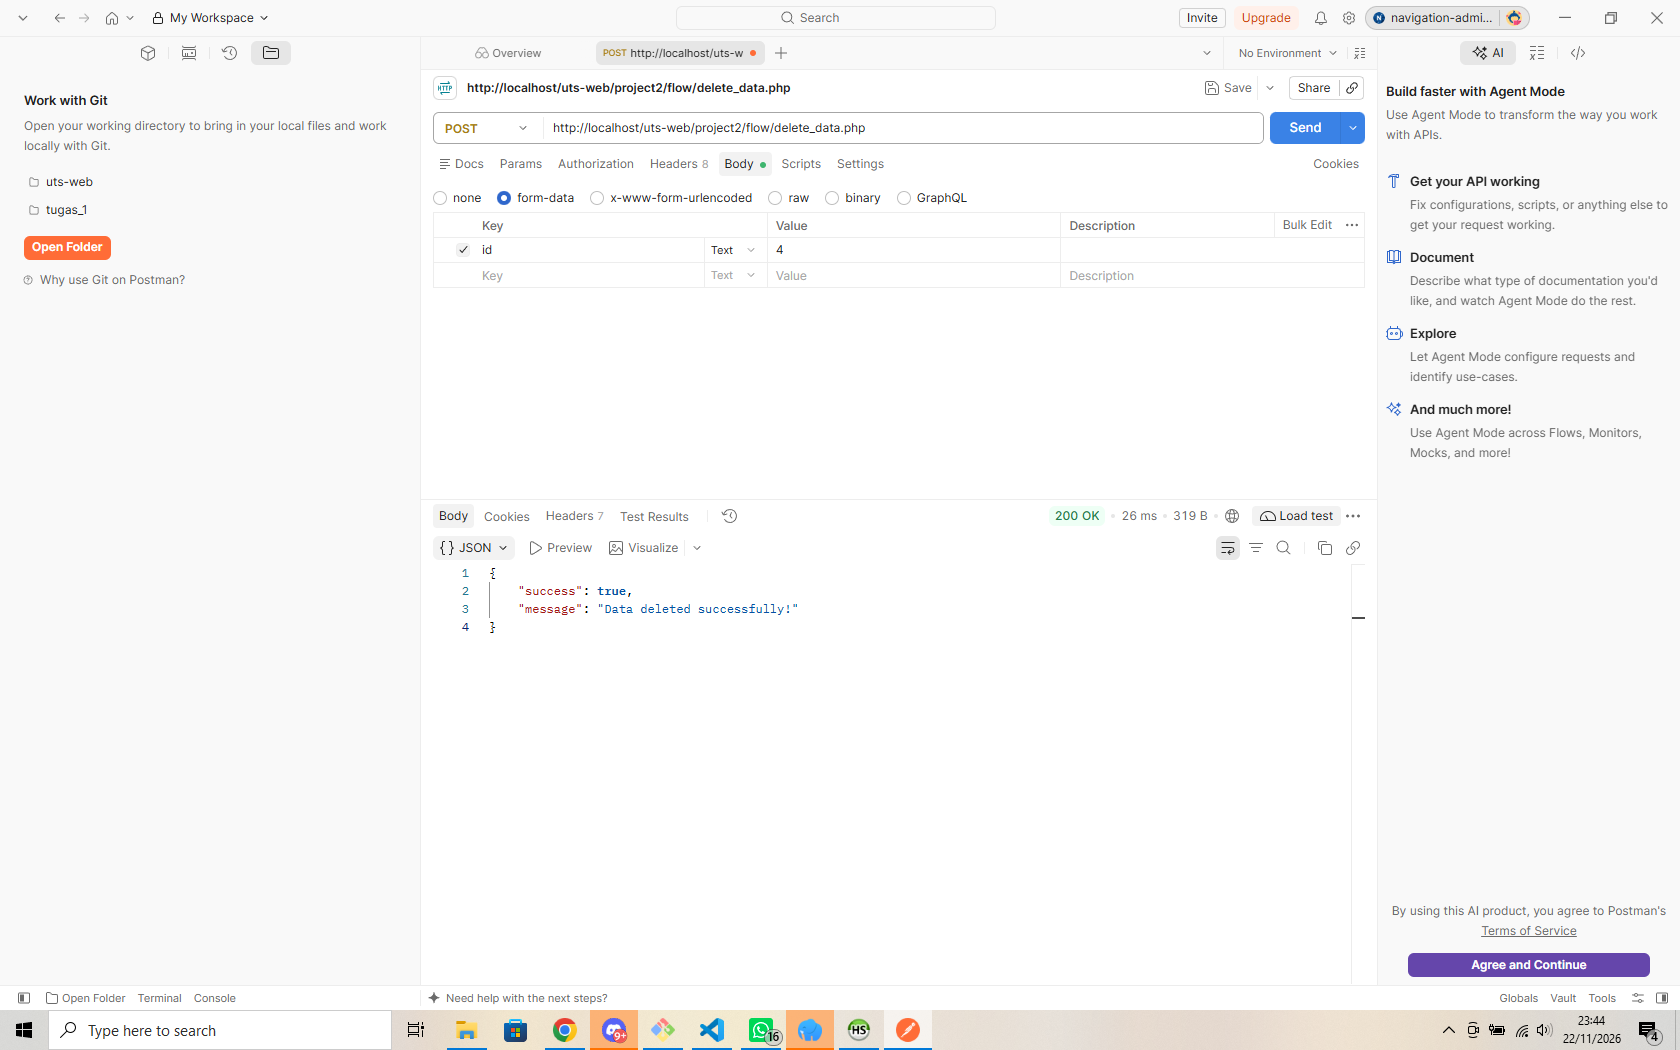 My Workspace
Search
Invite
Upgrade
navigation-admi...
Overview
POST http://localhost/uts-w
No Environment
AI
Work with Git
Open your working directory to bring in your local files and work
locally with Git.
uts-web
tugas_1
Open Folder
Why use Git on Postman?
HTTP http://localhost/uts-web/project2/flow/delete_data.php
Save
Share
POST
http://localhost/uts-web/project2/flow/delete_data.php
Send
Docs
Params
Authorization
Headers 8
Body
Scripts
Settings
Cookies
none
form-data
x-www-form-urlencoded
raw
binary
GraphQL
Key
Value
Description
Bulk Edit
id
Text
4
Key
Text
Value
Description
Body
Cookies
Headers 7
Test Results
200 OK
26 ms
319 B
Load test
{} JSON
Preview
Visualize
1 {
2 "success": true,
3 "message": "Data deleted successfully!"
4 }
Build faster with Agent Mode
Use Agent Mode to transform the way you work
with APIs.
Get your API working
Fix configurations, scripts, or anything else to
get your request working.
Document
Describe what type of documentation you'd
like, and watch Agent Mode do the rest.
Explore
Let Agent Mode configure requests and
identify use-cases.
And much more!
Use Agent Mode across Flows, Monitors,
Mocks, and more!
By using this AI product, you agree to Postman's
Terms of Service
Agree and Continue
Open Folder
Terminal
Console
Need help with the next steps?
Globals
Vault
Tools
Type here to search
9+
16
HS
23:44
22/11/2026
4